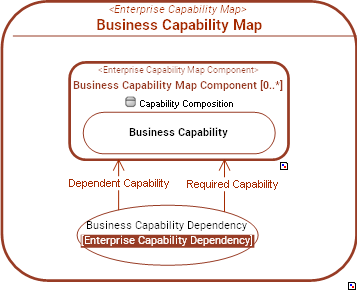 <Enterprise Capability Map>
Business Capability Map
<Enterprise Capability Map Component>
Business Capability Map Component [0..*]
Capability Composition
Business Capability
Dependent Capability Required Capability
Business Capability Dependency
Enterprise Capability Dependency